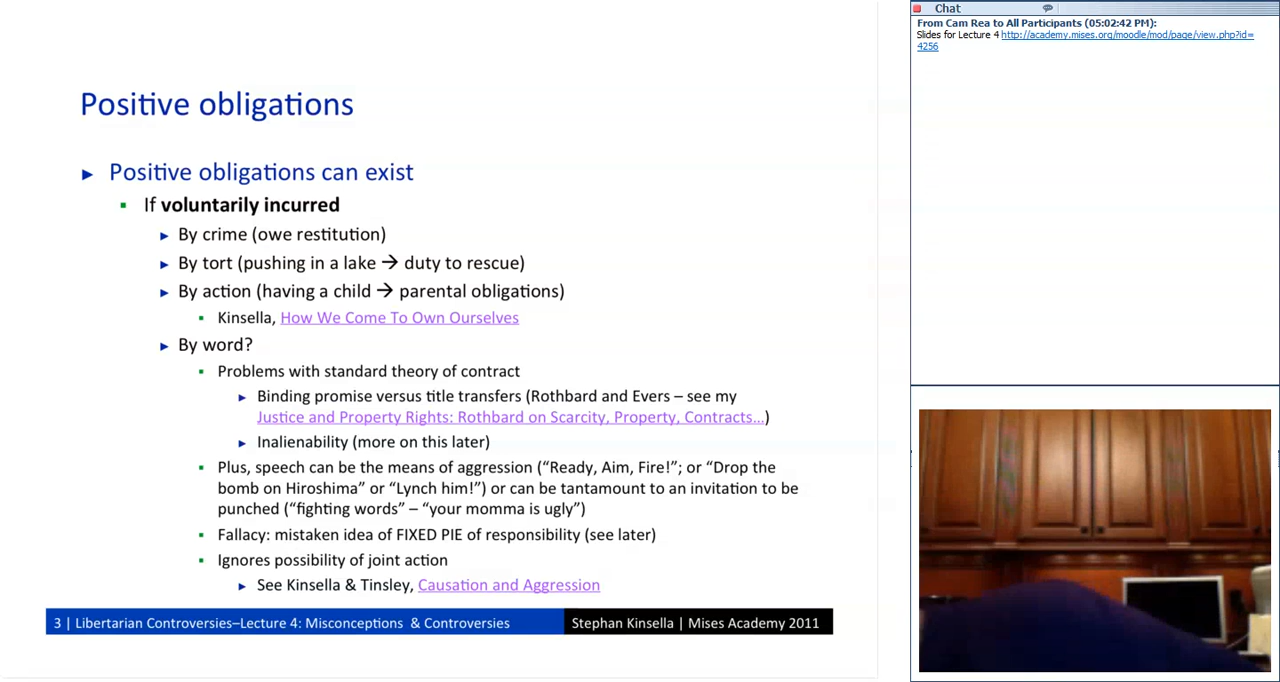 Positive obligations
► Positive obligations can exist
▪ If voluntarily incurred
► By crime (owe restitution)
► By tort (pushing in a lake → duty to rescue)
► By action (having a child → parental obligations)
▪ Kinsella, How We Come To Own Ourselves
► By word?
▪ Problems with standard theory of contract
► Binding promise versus title transfers (Rothbard and Evers – see my
Justice and Property Rights: Rothbard on Scarcity, Property, Contracts…)
► Inalienability (more on this later)
▪ Plus, speech can be the means of aggression (“Ready, Aim, Fire!”; or “Drop the
bomb on Hiroshima” or “Lynch him!”) or can be tantamount to an invitation to be
punched (“fighting words” – “your momma is ugly”)
▪ Fallacy: mistaken idea of FIXED PIE of responsibility (see later)
▪ Ignores possibility of joint action
► See Kinsella & Tinsley, Causation and Aggression
3 | Libertarian Controversies–Lecture 4: Misconceptions & Controversies
Stephan Kinsella | Mises Academy 2011
Chat
From Cam Rea to All Participants (05:02:42 PM):
Slides for Lecture 4 http://academy.mises.org/moodle/mod/page/view.php?id=
4256